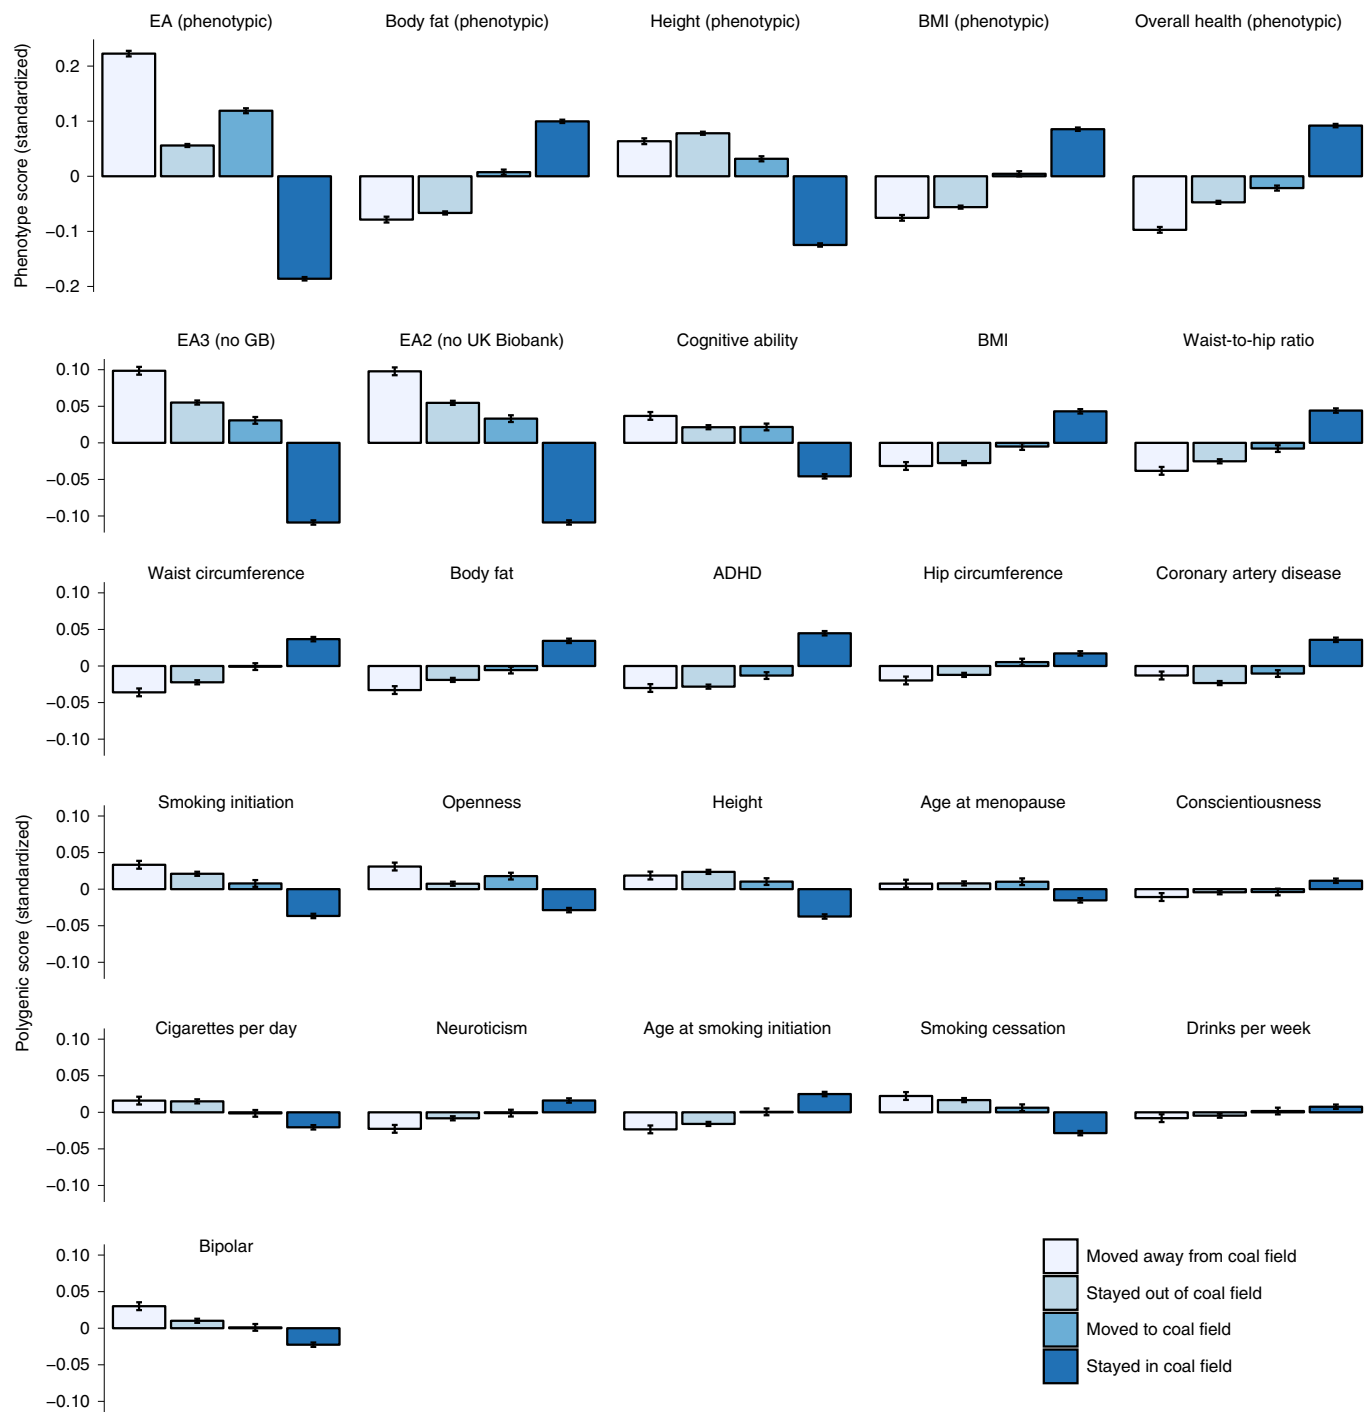 EA (phenotypic) Body fat (phenotypic) Height (phenotypic) BMI (phenotypic) Overall health (phenotypic)
Phenotype score (standardized)
0.2
0.1
0
−0.1
−0.2
EA3 (no GB) EA2 (no UK Biobank) Cognitive ability BMI Waist-to-hip ratio
0.10
0.05
0
−0.05
−0.10
Waist circumference Body fat ADHD Hip circumference Coronary artery disease
0.10
0.05
0
−0.05
−0.10
Polygenic score (standardized)
Smoking initiation Openness Height Age at menopause Conscientiousness
0.10
0.05
0
−0.05
−0.10
Cigarettes per day Neuroticism Age at smoking initiation Smoking cessation Drinks per week
0.10
0.05
0
−0.05
−0.10
Bipolar
0.10
0.05
0
−0.05
−0.10
Moved away from coal field
Stayed out of coal field
Moved to coal field
Stayed in coal field